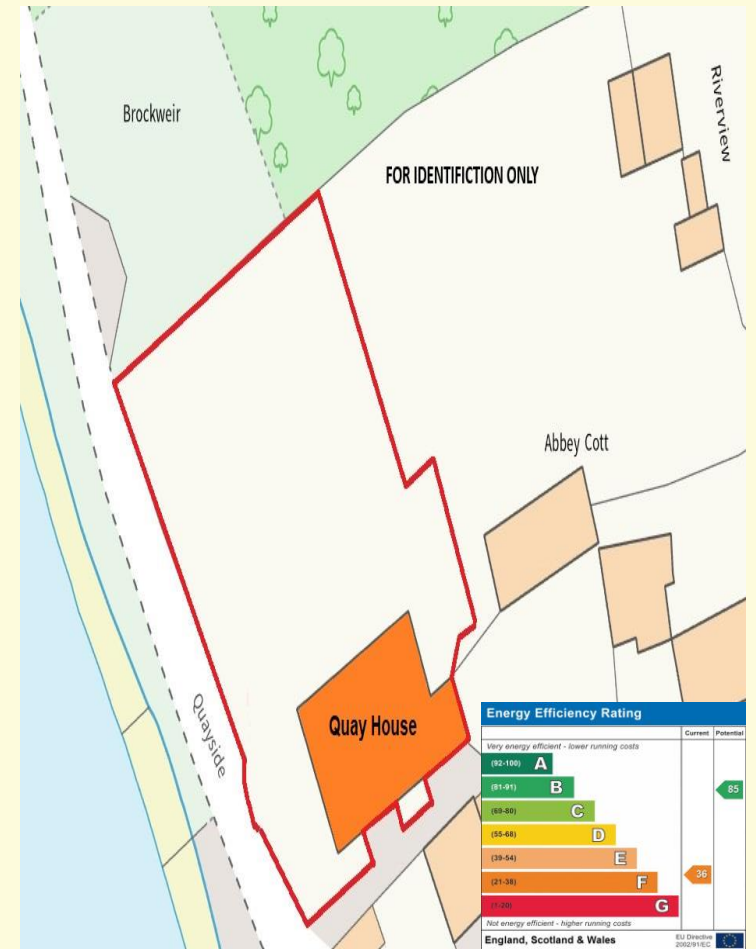 Brockweir
Riverview
FOR IDENTIFICTION ONLY
Abbey Cott
Quayside
Quay House
Energy Efficiency Rating
Current Potential
Very energy efficient - lower running costs
(92-100) A
(81-91) B
85
(69-80) C
(55-68) D
(39-54) E
(21-38) F
36
(1-20) G
Not energy efficient - higher running costs
England, Scotland & Wales
EU Directive
2002/91/EC